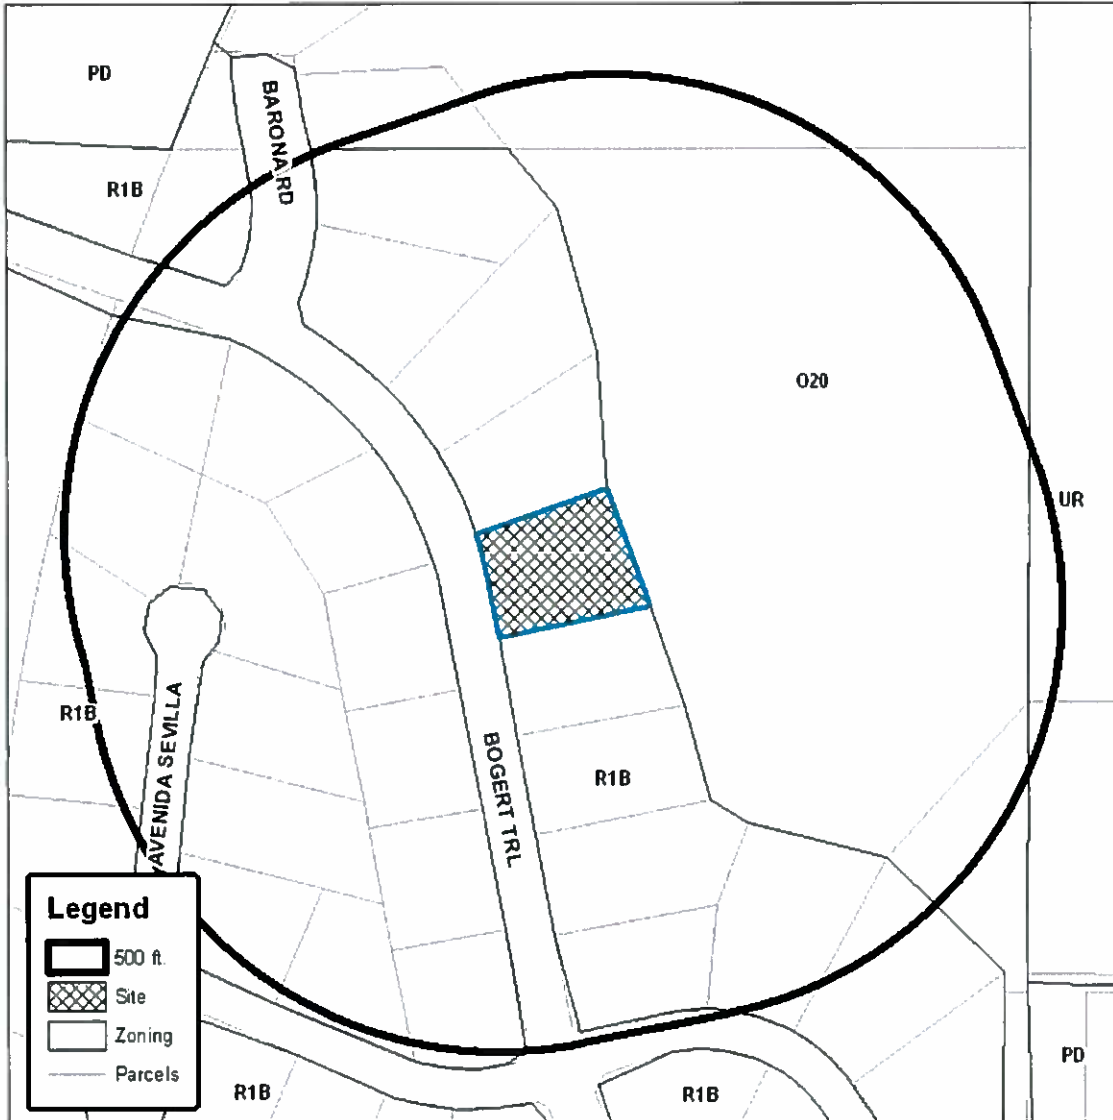 PD
BARONA RD
R1B
O20
UR
R1B
AVENIDA SEVILLA
BOGERT TRL
R1B
Legend
500 ft.
Site
Zoning
Parcels
R1B
R1B
PD